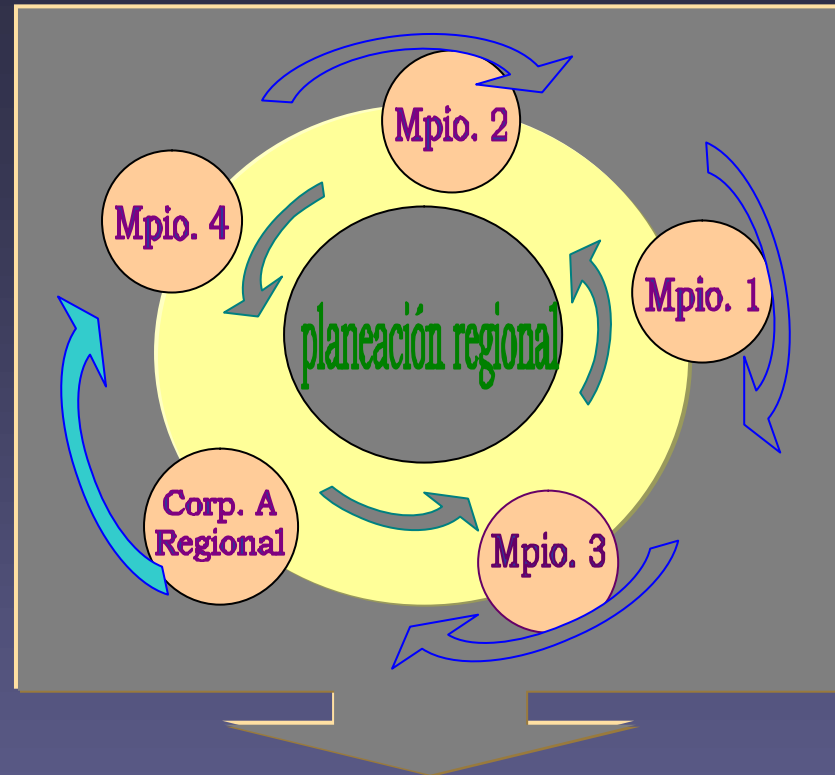 Mpio. 2
Mpio. 4
Mpio. 1
planeación regional
Corp. A
Regional
Mpio. 3